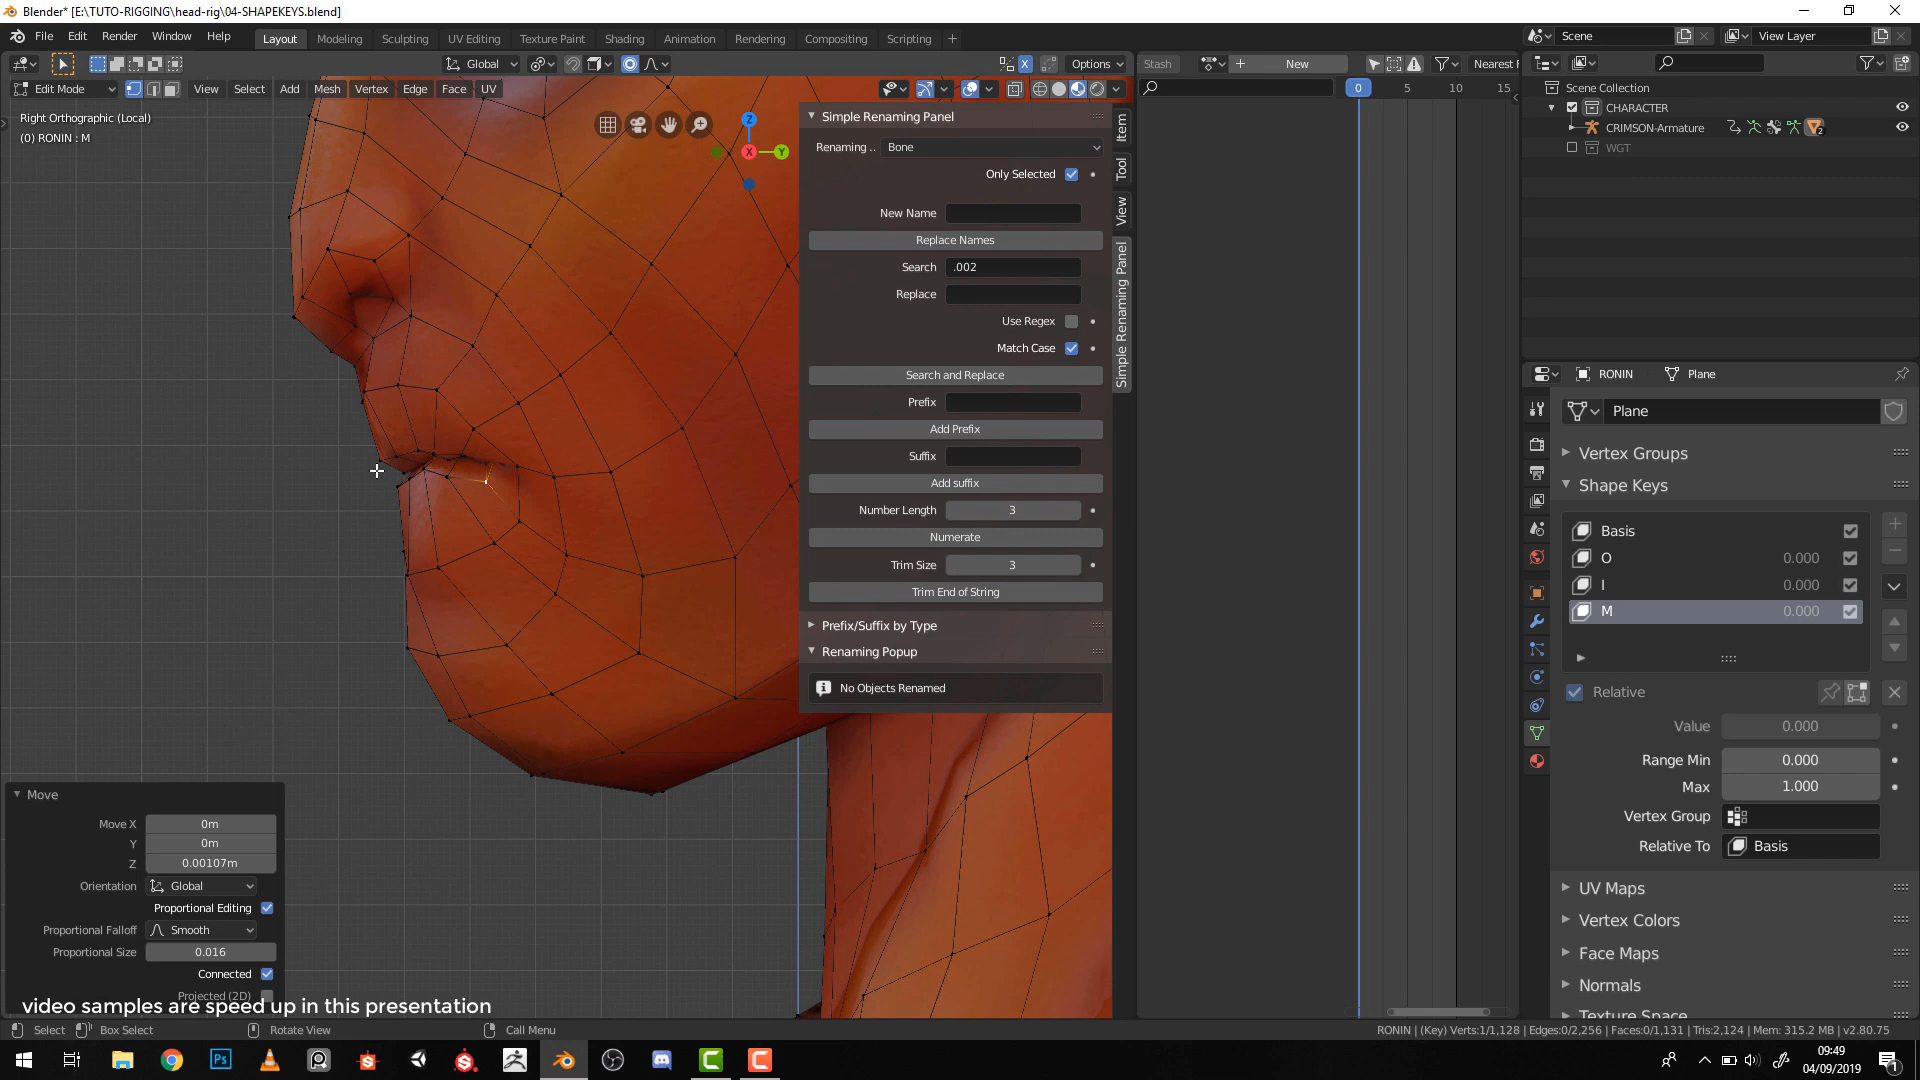 Blender* [E:\TUTO-RIGGING\head-rig\04-SHAPEKEYS.blend]
File Edit Render Window Help
Layout Modeling Sculpting UV Editing Texture Paint Shading Animation Rendering Compositing Scripting +
Scene View Layer
Global Options
Stash + New Nearest F
Edit Mode View Select Add Mesh Vertex Edge Face UV
0 5 10 15
Right Orthographic (Local)
(0) RONIN : M
Z
X Y
Simple Renaming Panel
Renaming .. Bone
Only Selected
New Name
Replace Names
Search .002
Replace
Use Regex
Match Case
Search and Replace
Prefix
Add Prefix
Suffix
Add suffix
Number Length 3
Numerate
Trim Size 3
Trim End of String
Prefix/Suffix by Type
Renaming Popup
No Objects Renamed
Item
Tool
View
Simple Renaming Panel
Scene Collection
CHARACTER
CRIMSON-Armature 2
WGT
RONIN Plane
Plane
Vertex Groups
Shape Keys
Basis
O 0.000
I 0.000
M 0.000
Relative
Value 0.000
Range Min 0.000
Max 1.000
Vertex Group
Relative To Basis
UV Maps
Vertex Colors
Face Maps
Normals
Texture Space
Move
Move X 0m
Y 0m
Z 0.00107m
Orientation Global
Proportional Editing
Proportional Falloff Smooth
Proportional Size 0.016
Connected
Projected (2D)
video samples are speed up in this presentation
Select Box Select Rotate View Call Menu
RONIN | (Key) Verts:1/1,128 | Edges:0/2,256 | Faces:0/1,131 | Tris:2,124 | Mem: 315.2 MB | v2.80.75
Ps
09:49
04/09/2019
1